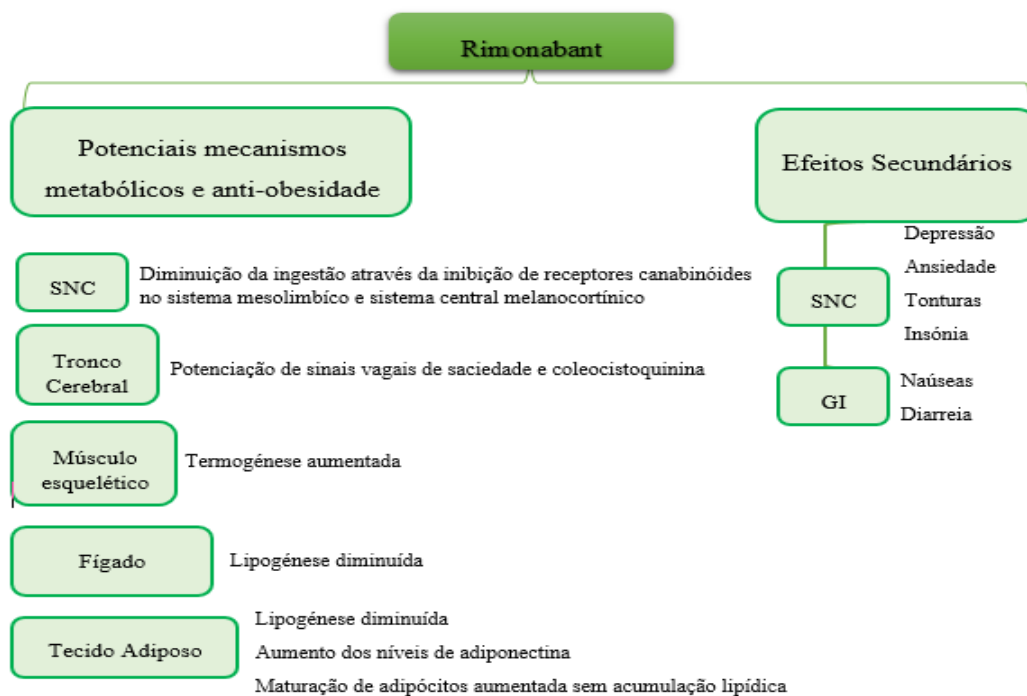 Rimonabant
Potenciais mecanismos
metabólicos e anti-obesidade
SNC
Diminuição da ingestão através da inibição de receptores canabinóides
no sistema mesolimbíco e sistema central melanocortínico
Tronco
Cerebral
Potenciação de sinais vagais de saciedade e coleocistoquinina
Músculo
esquelético
Termogénese aumentada
Fígado
Lipogénese diminuída
Tecido Adiposo
Lipogénese diminuída
Aumento dos níveis de adiponectina
Maturação de adipócitos aumentada sem acumulação lipídica
Efeitos Secundários
SNC
Depressão
Ansiedade
Tonturas
Insónia
GI
Naúseas
Diarreia